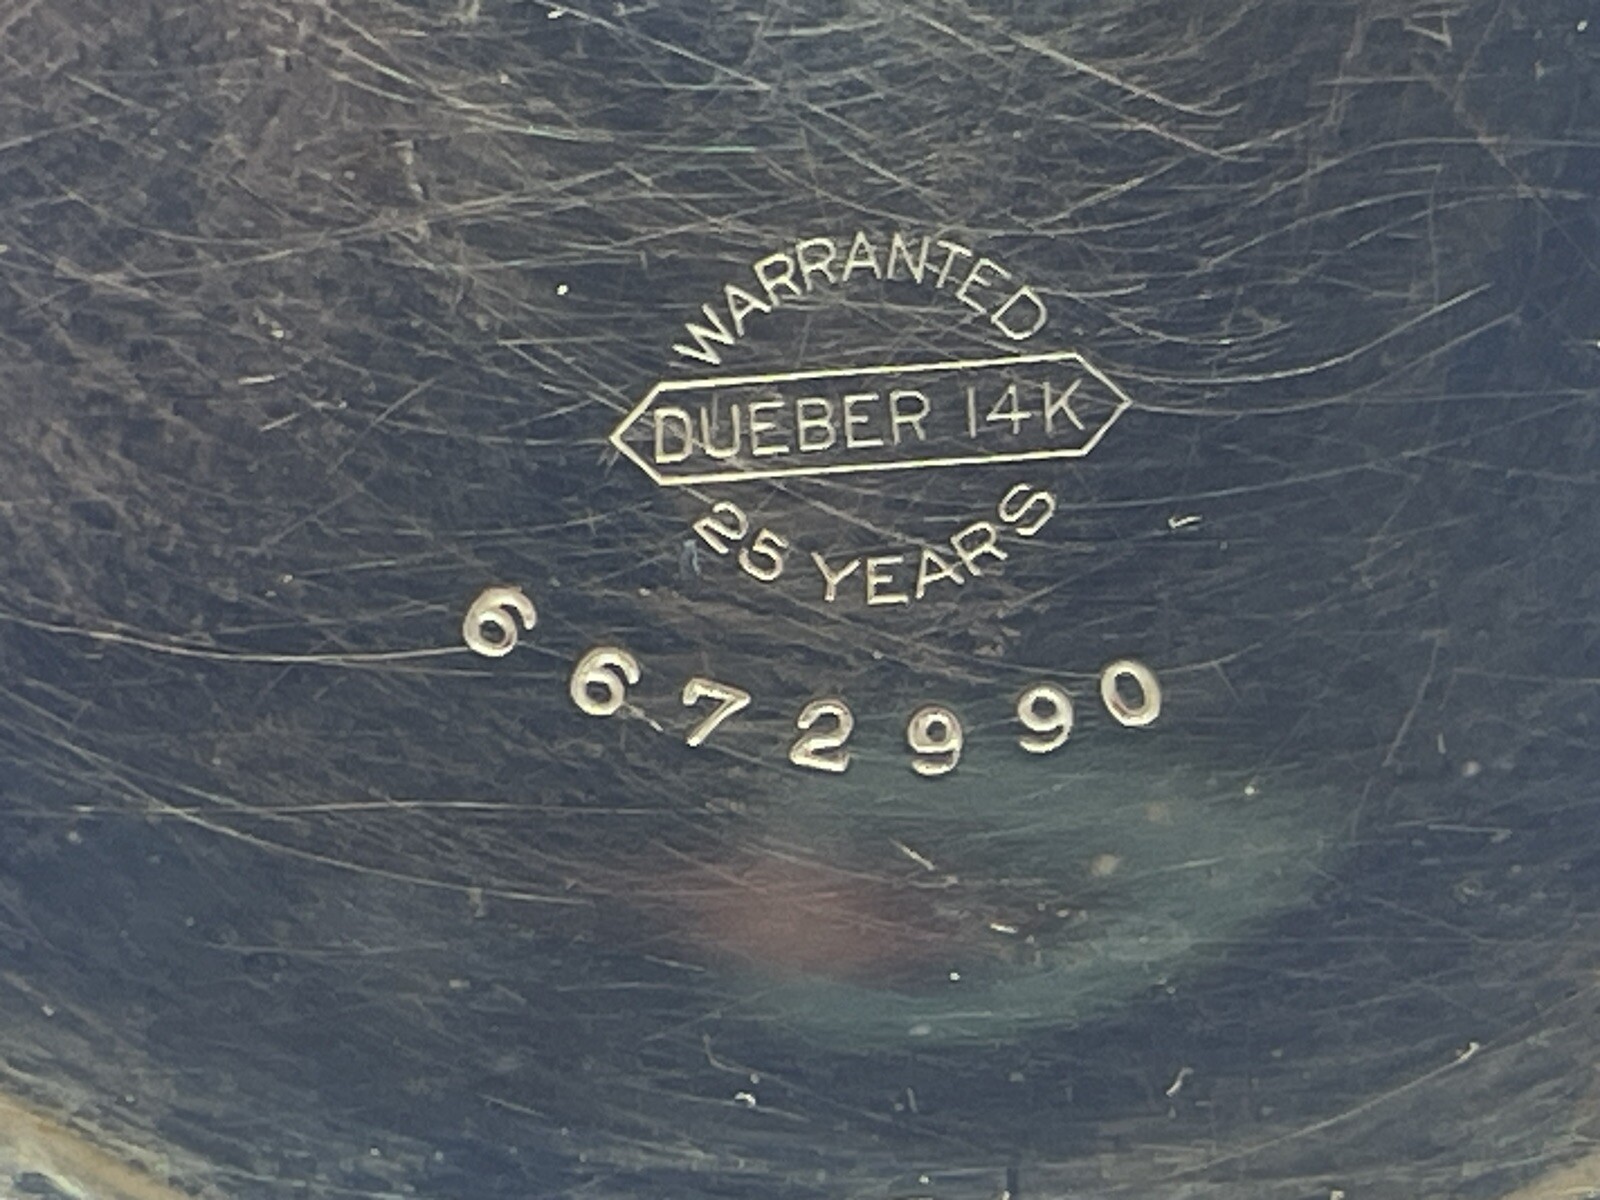 WARRANTED
DUEBER 14K
25 YEARS
6672990